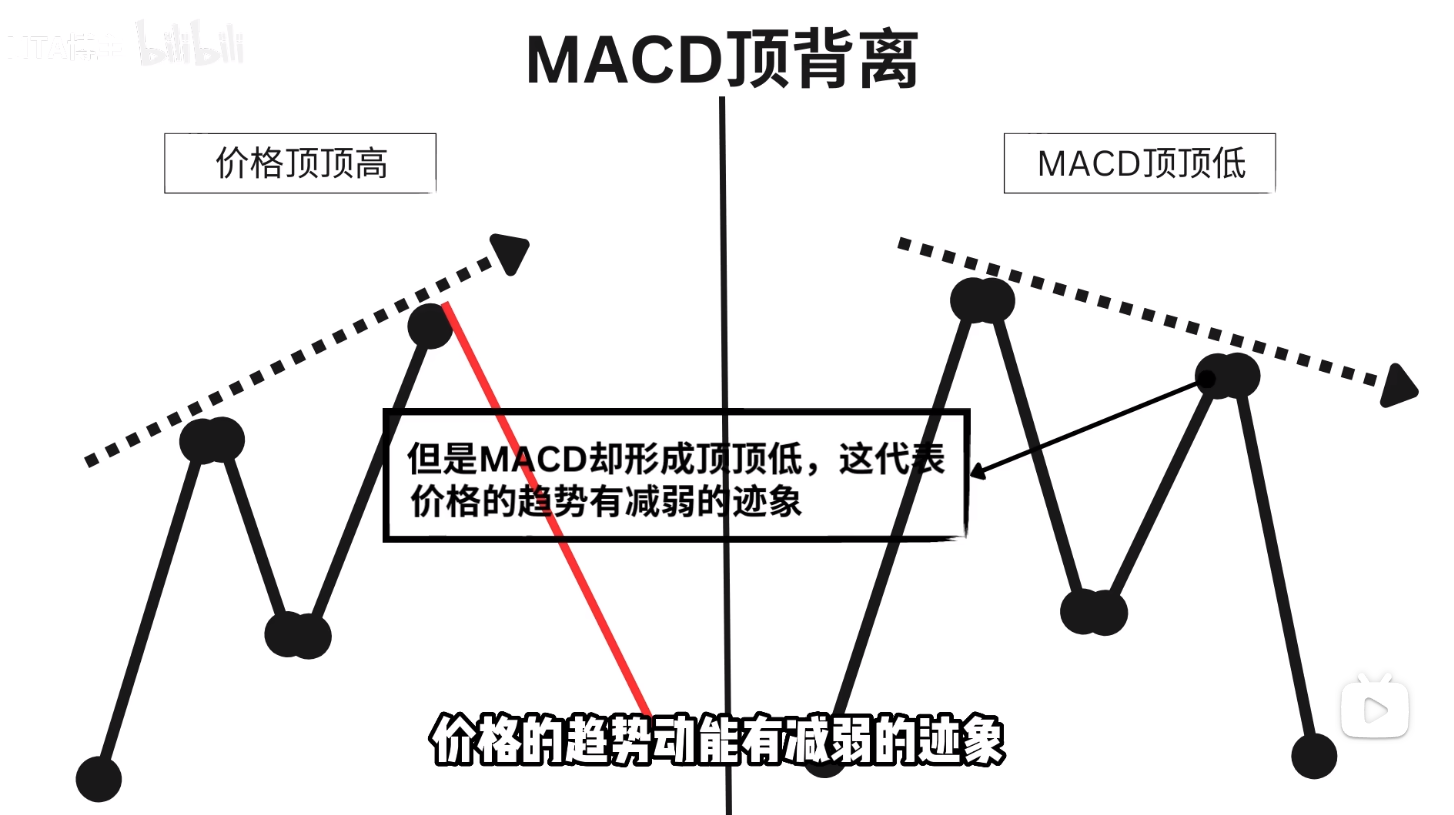 bilibili
MACD顶背离
价格顶顶高
MACD顶顶低
但是MACD却形成顶顶低，这代表
价格的趋势有减弱的迹象
价格的趋势动能有减弱的迹象